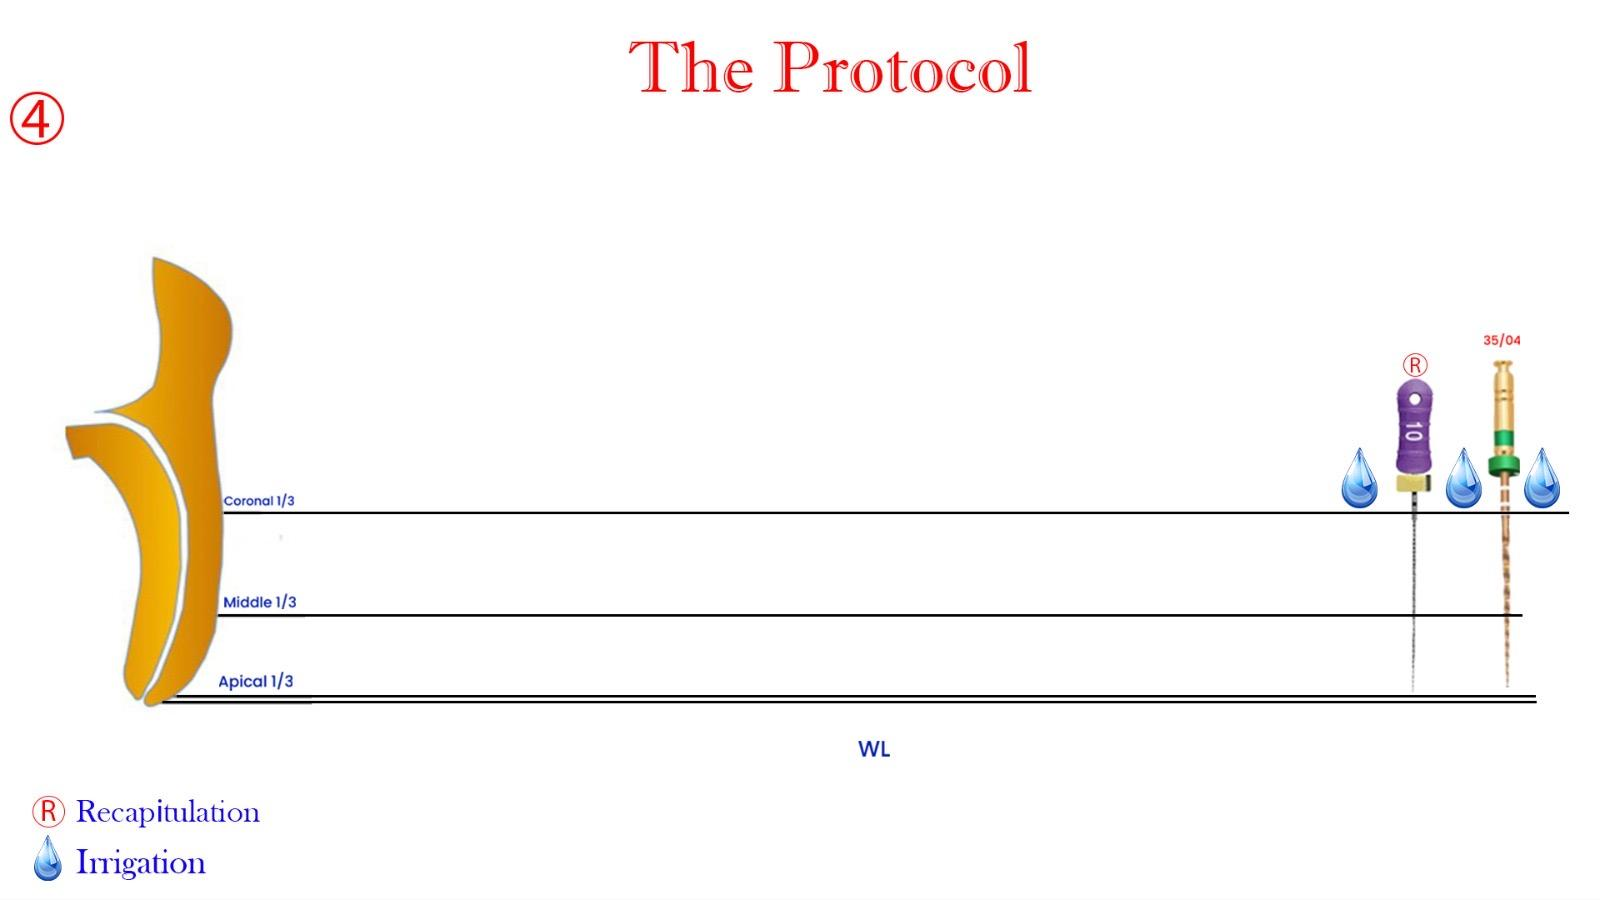 The Protocol
④
35/04
Ⓡ
10
Coronal 1/3
Middle 1/3
Apical 1/3
WL
Ⓡ Recapitulation
Irrigation